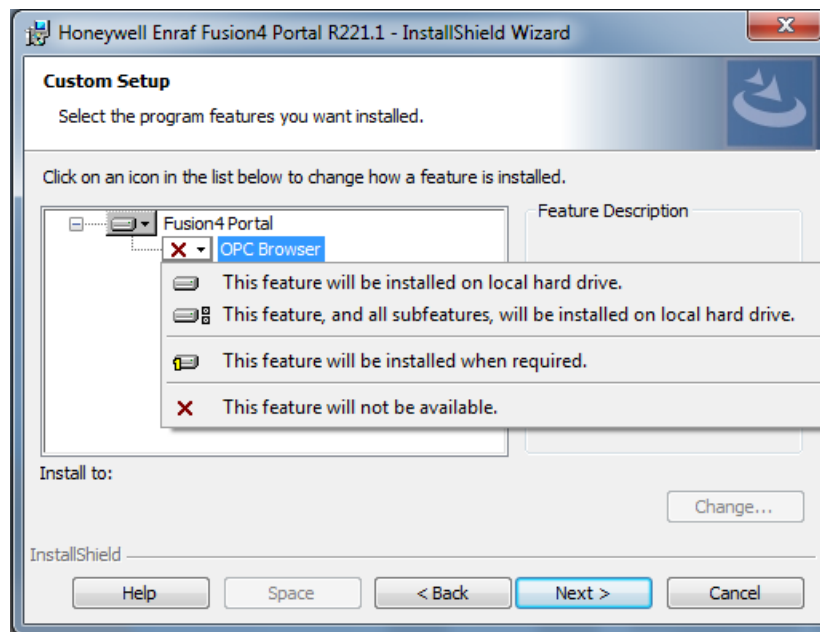 Honeywell Enraf Fusion4 Portal R221.1 - InstallShield Wizard
Custom Setup
Select the program features you want installed.
Click on an icon in the list below to change how a feature is installed.
Fusion4 Portal
Feature Description
OPC Browser
This feature will be installed on local hard drive.
This feature, and all subfeatures, will be installed on local hard drive.
This feature will be installed when required.
This feature will not be available.
Install to:
Change...
InstallShield
Help
Space
< Back
Next >
Cancel